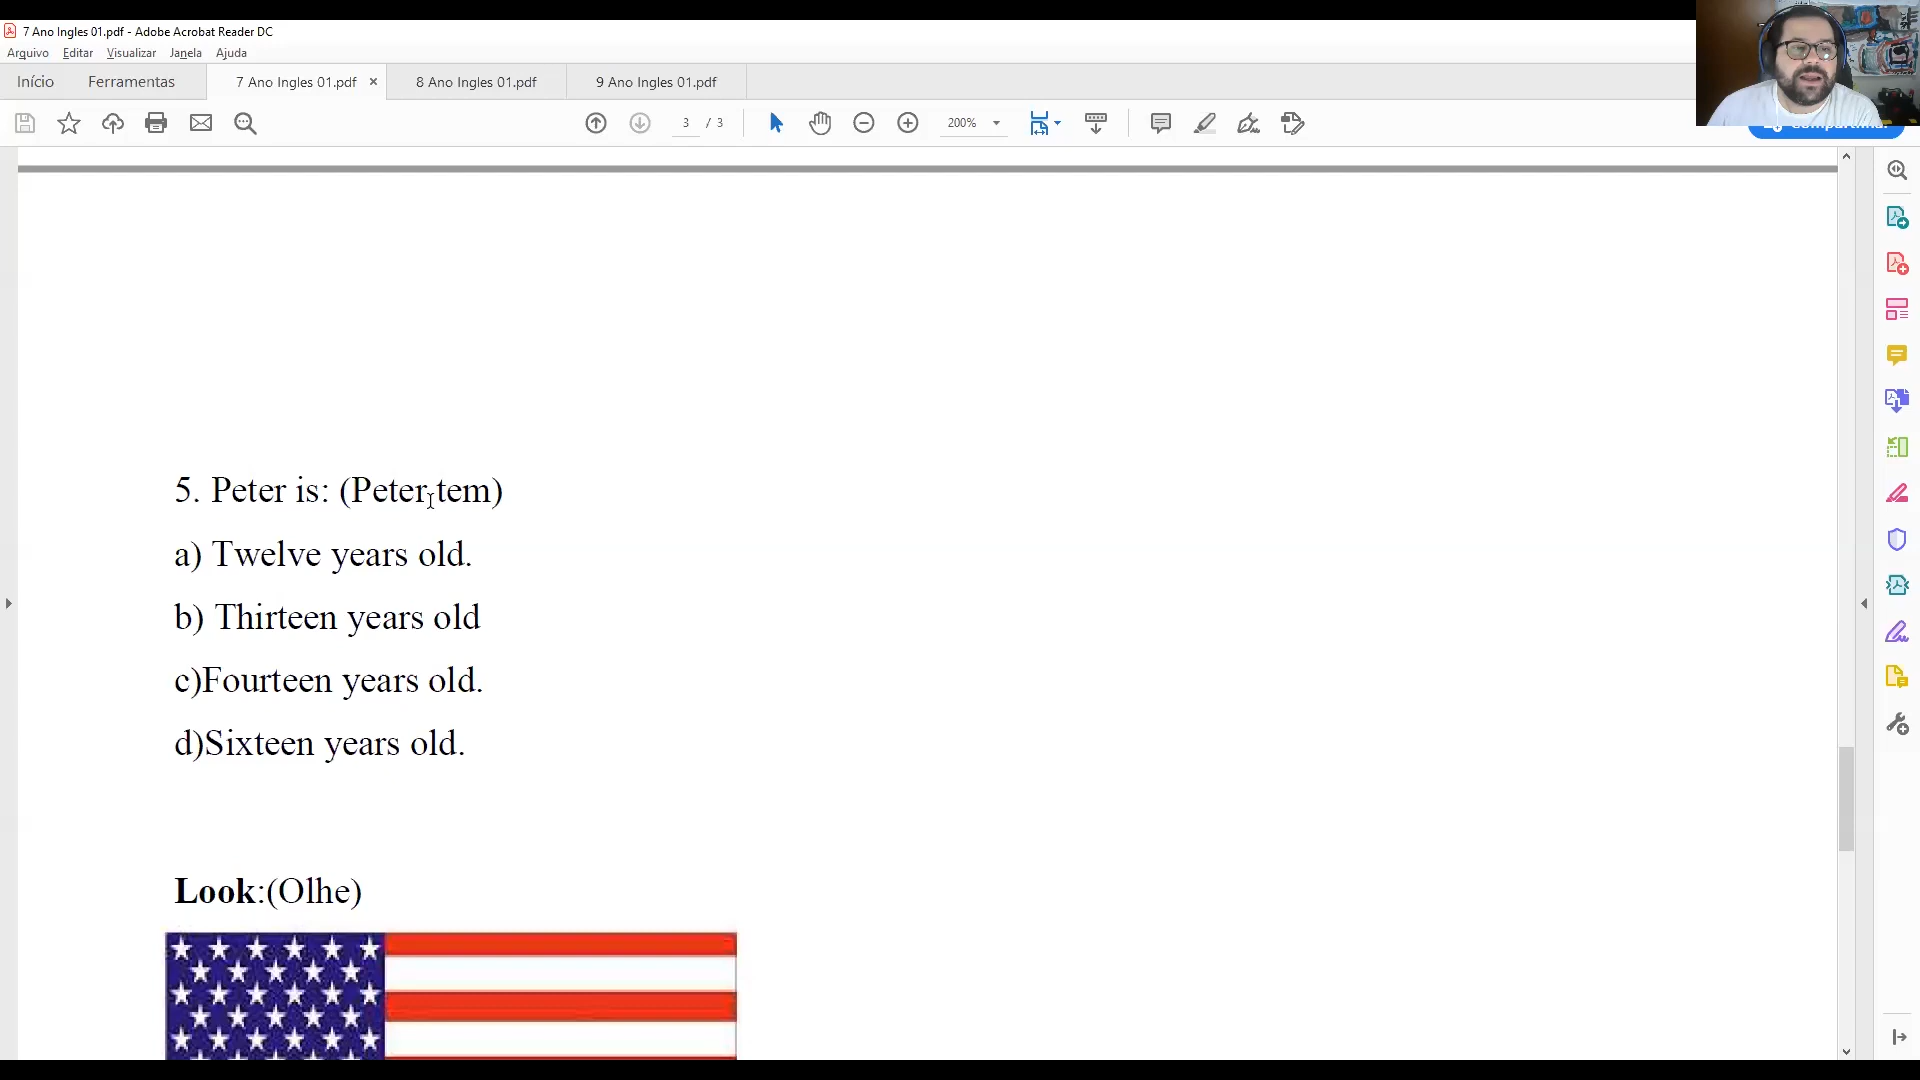 7 Ano Ingles 01.pdf - Adobe Acrobat Reader DC
Arquivo Editar Visualizar Janela Ajuda
Início Ferramentas 7 Ano Ingles 01.pdf × 8 Ano Ingles 01.pdf 9 Ano Ingles 01.pdf
3 / 3 200%
5. Peter is: (Peter tem)
a) Twelve years old.
b) Thirteen years old
c)Fourteen years old.
d)Sixteen years old.
Look:(Olhe)